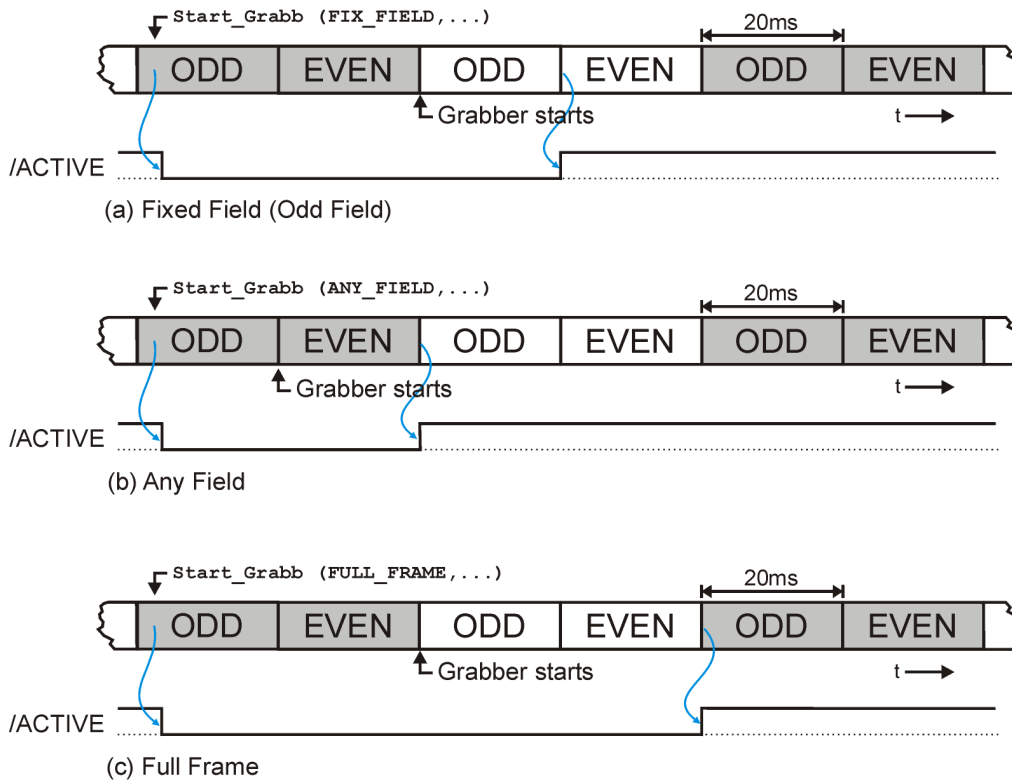 Start_Grabb (FIX_FIELD,...)
20ms
ODD EVEN ODD EVEN ODD EVEN
Grabber starts
t
/ACTIVE
(a) Fixed Field (Odd Field)
Start_Grabb (ANY_FIELD,...)
20ms
ODD EVEN ODD EVEN ODD EVEN
Grabber starts
t
/ACTIVE
(b) Any Field
Start_Grabb (FULL_FRAME,...)
20ms
ODD EVEN ODD EVEN ODD EVEN
Grabber starts
t
/ACTIVE
(c) Full Frame